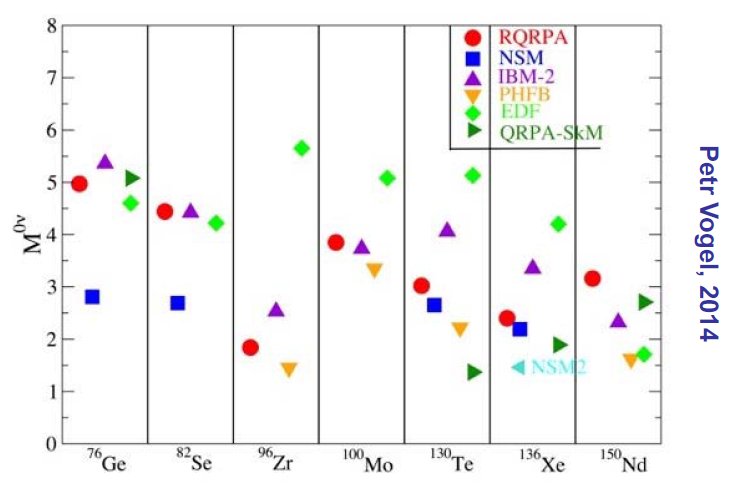 8
7
6
5
4
3
2
1
0
M^0ν
RQRPA
NSM
IBM-2
PHFB
EDF
QRPA-SkM
NSM2
^76Ge
^82Se
^96Zr
^100Mo
^130Te
^136Xe
^150Nd
Petr Vogel, 2014